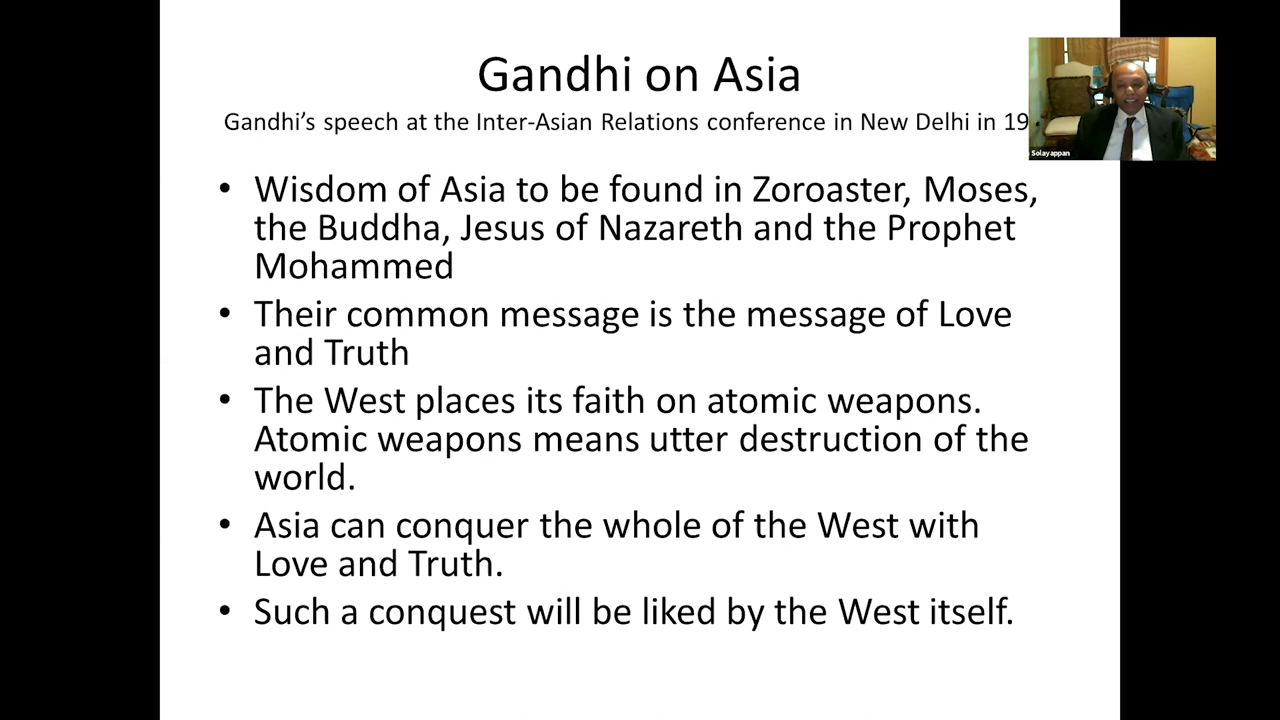 Gandhi on Asia
Gandhi's speech at the Inter-Asian Relations conference in New Delhi in 19
Solayappan
• Wisdom of Asia to be found in Zoroaster, Moses,
the Buddha, Jesus of Nazareth and the Prophet
Mohammed
• Their common message is the message of Love
and Truth
• The West places its faith on atomic weapons.
Atomic weapons means utter destruction of the
world.
• Asia can conquer the whole of the West with
Love and Truth.
• Such a conquest will be liked by the West itself.